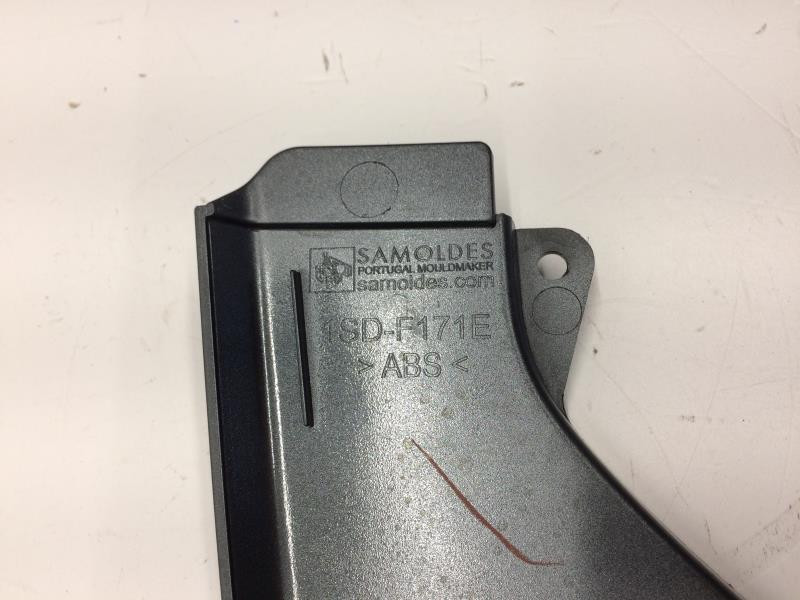 SAMOLDES
PORTUGAL MOULDMAKER
samoldes.com
1SD-F171E
> ABS <